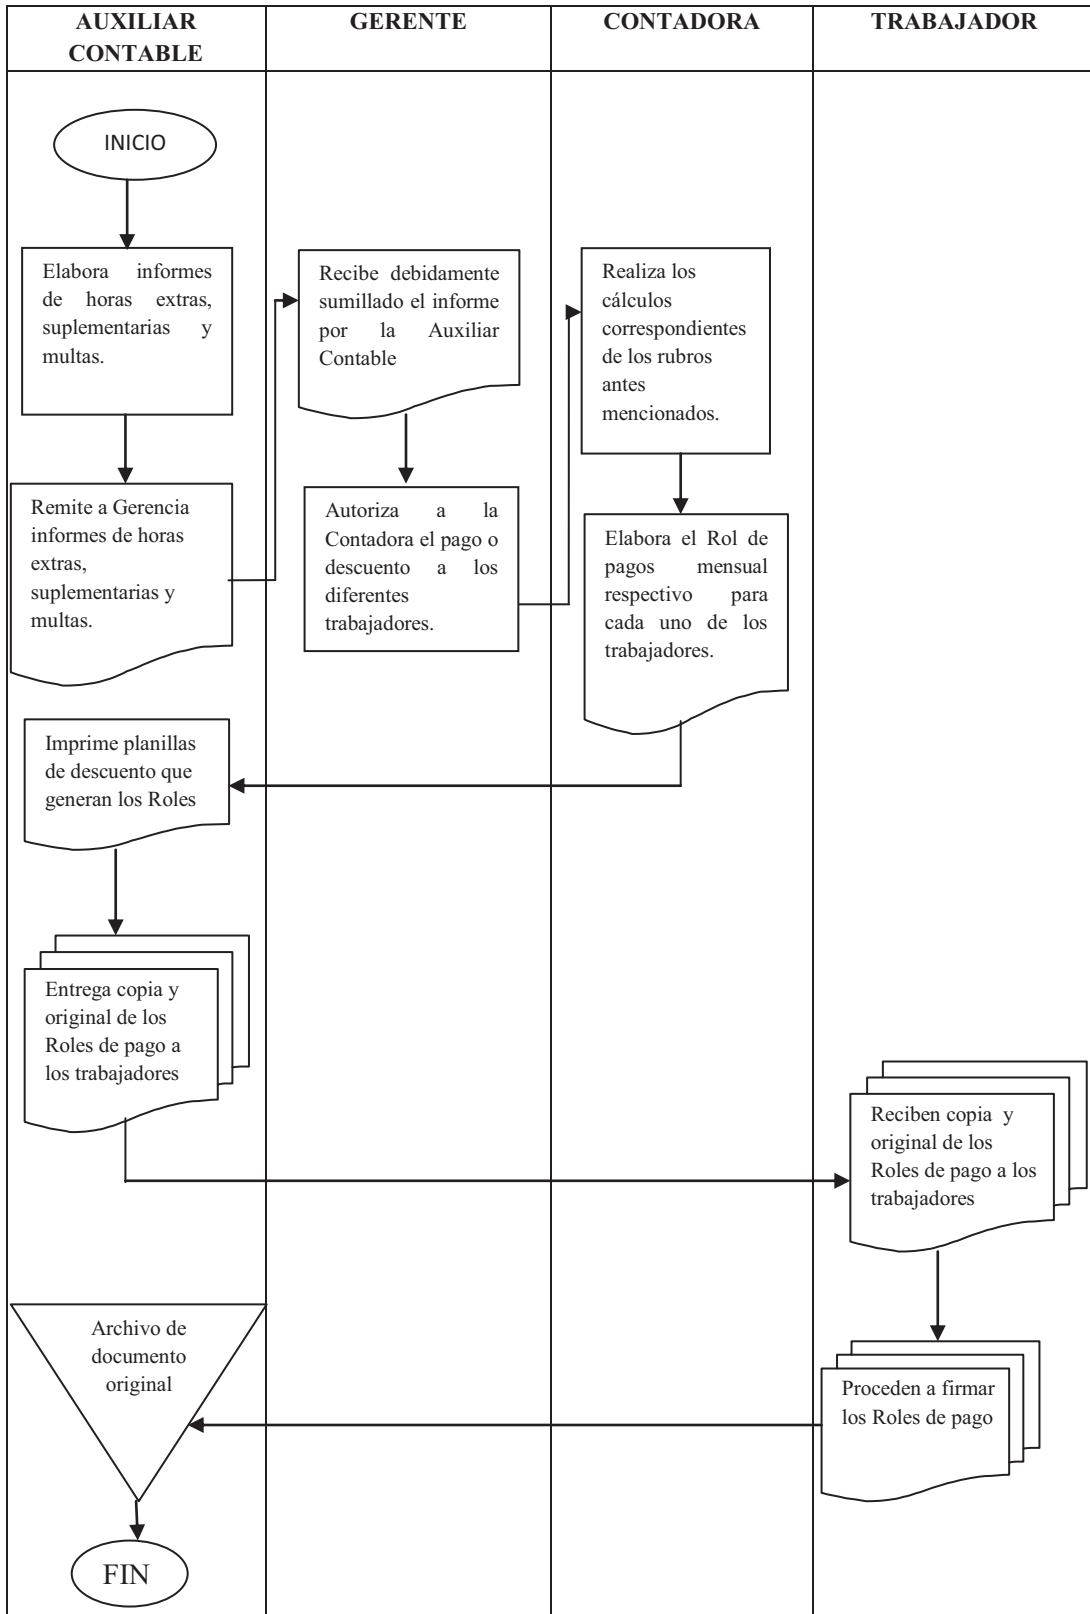 AUXILIAR
CONTABLE
GERENTE
CONTADORA
TRABAJADOR
INICIO
Elabora informes
de horas extras,
suplementarias y
multas.
Recibe debidamente
sumillado el informe
por la Auxiliar
Contable
Realiza los
cálculos
correspondientes
de los rubros
antes
mencionados.
Remite a Gerencia
informes de horas
extras,
suplementarias y
multas.
Autoriza a la
Contadora el pago o
descuento a los
diferentes
trabajadores.
Elabora el Rol de
pagos mensual
respectivo para
cada uno de los
trabajadores.
Imprime planillas
de descuento que
generan los Roles
Entrega copia y
original de los
Roles de pago a
los trabajadores
Reciben copia y
original de los
Roles de pago a los
trabajadores
Proceden a firmar
los Roles de pago
Archivo de
documento
original
FIN